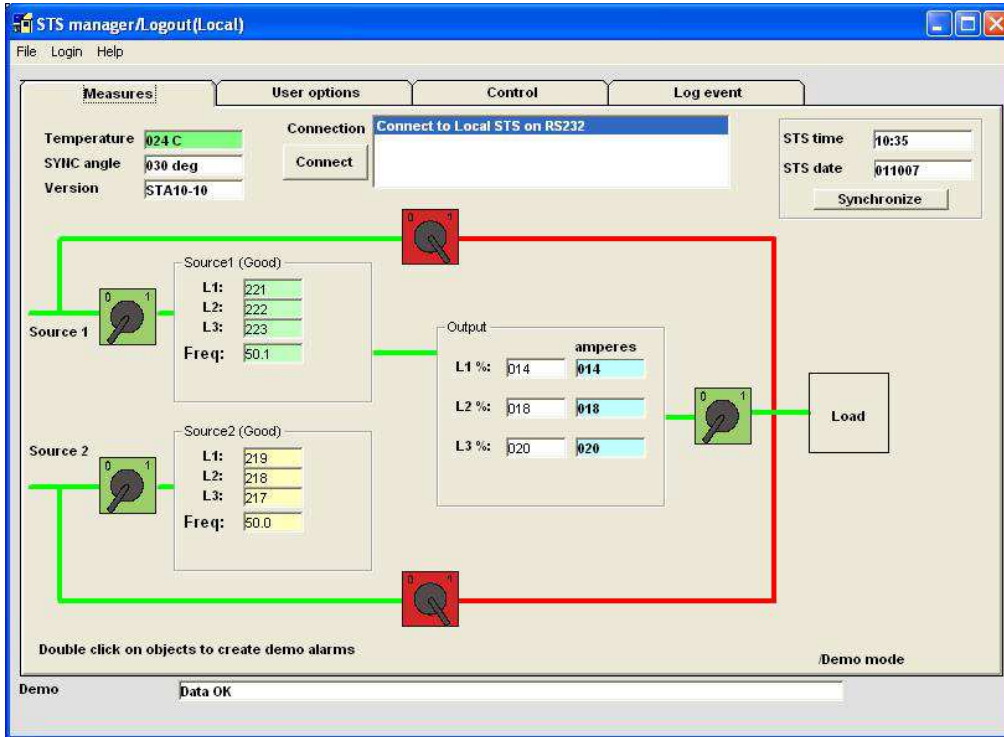 STS manager/Logout(Local)
File Login Help
Measures User options Control Log event
Temperature 024 C
SYNC angle 030 deg
Version STA10-10
Connection Connect to Local STS on RS232
Connect
STS time 10:35
STS date 011007
Synchronize
0 1
Source1 (Good)
L1: 221
L2: 222
L3: 223
Freq: 50.1
0 1
Source 1
Output
amperes
L1 %: 014 014
L2 %: 018 018
L3 %: 020 020
0 1
Load
Source2 (Good)
L1: 219
L2: 218
L3: 217
Freq: 50.0
Source 2
0 1
0 1
Double click on objects to create demo alarms
/Demo mode
Demo Data OK